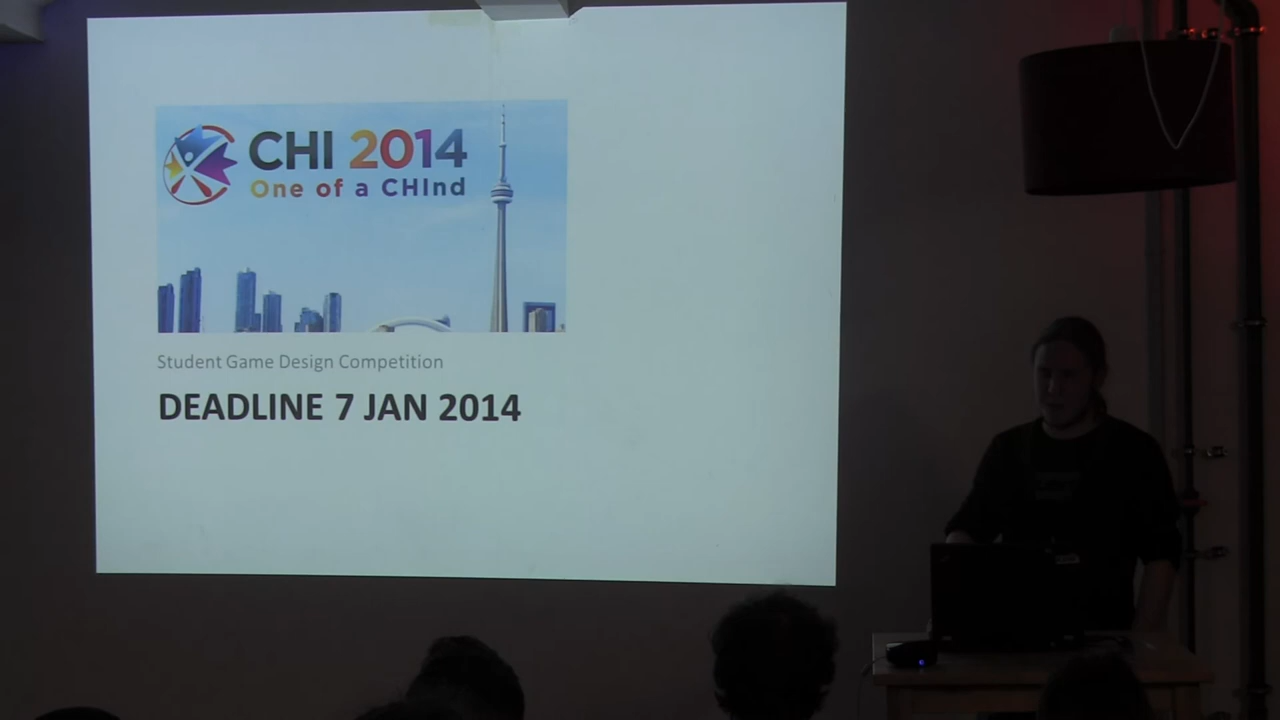 CHI 2014
One of a CHInd
Student Game Design Competition
DEADLINE 7 JAN 2014